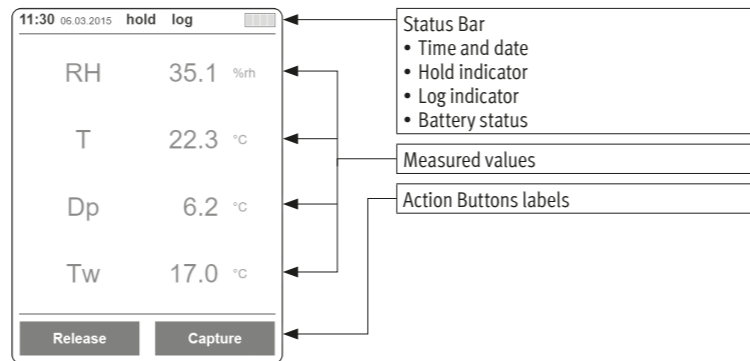 11:30 06.03.2015 hold log
RH 35.1 %rh
T 22.3 °C
Dp 6.2 °C
Tw 17.0 °C
Release Capture
Status Bar
• Time and date
• Hold indicator
• Log indicator
• Battery status
Measured values
Action Buttons labels